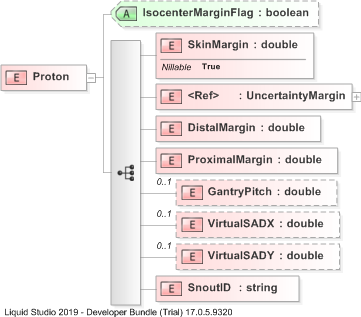 A IsocenterMarginFlag : boolean
E SkinMargin : double
Nillable True
E Proton
E <Ref> : UncertaintyMargin
E DistalMargin : double
E ProximalMargin : double
0..1
E GantryPitch : double
0..1
E VirtualSADX : double
0..1
E VirtualSADY : double
E SnoutID : string
Liquid Studio 2019 - Developer Bundle (Trial) 17.0.5.9320